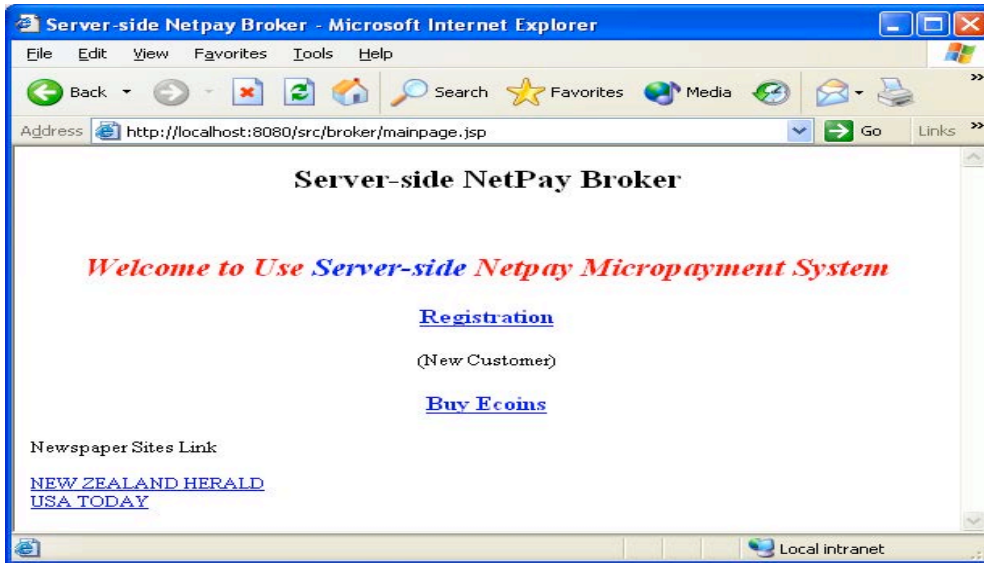 Server-side Netpay Broker - Microsoft Internet Explorer
File Edit View Favorites Tools Help
Back Search Favorites Media »
Address http://localhost:8080/src/broker/mainpage.jsp Go Links »
Server-side NetPay Broker
Welcome to Use Server-side Netpay Micropayment System
Registration
(New Customer)
Buy Ecoins
Newspaper Sites Link
NEW ZEALAND HERALD
USA TODAY
Local intranet